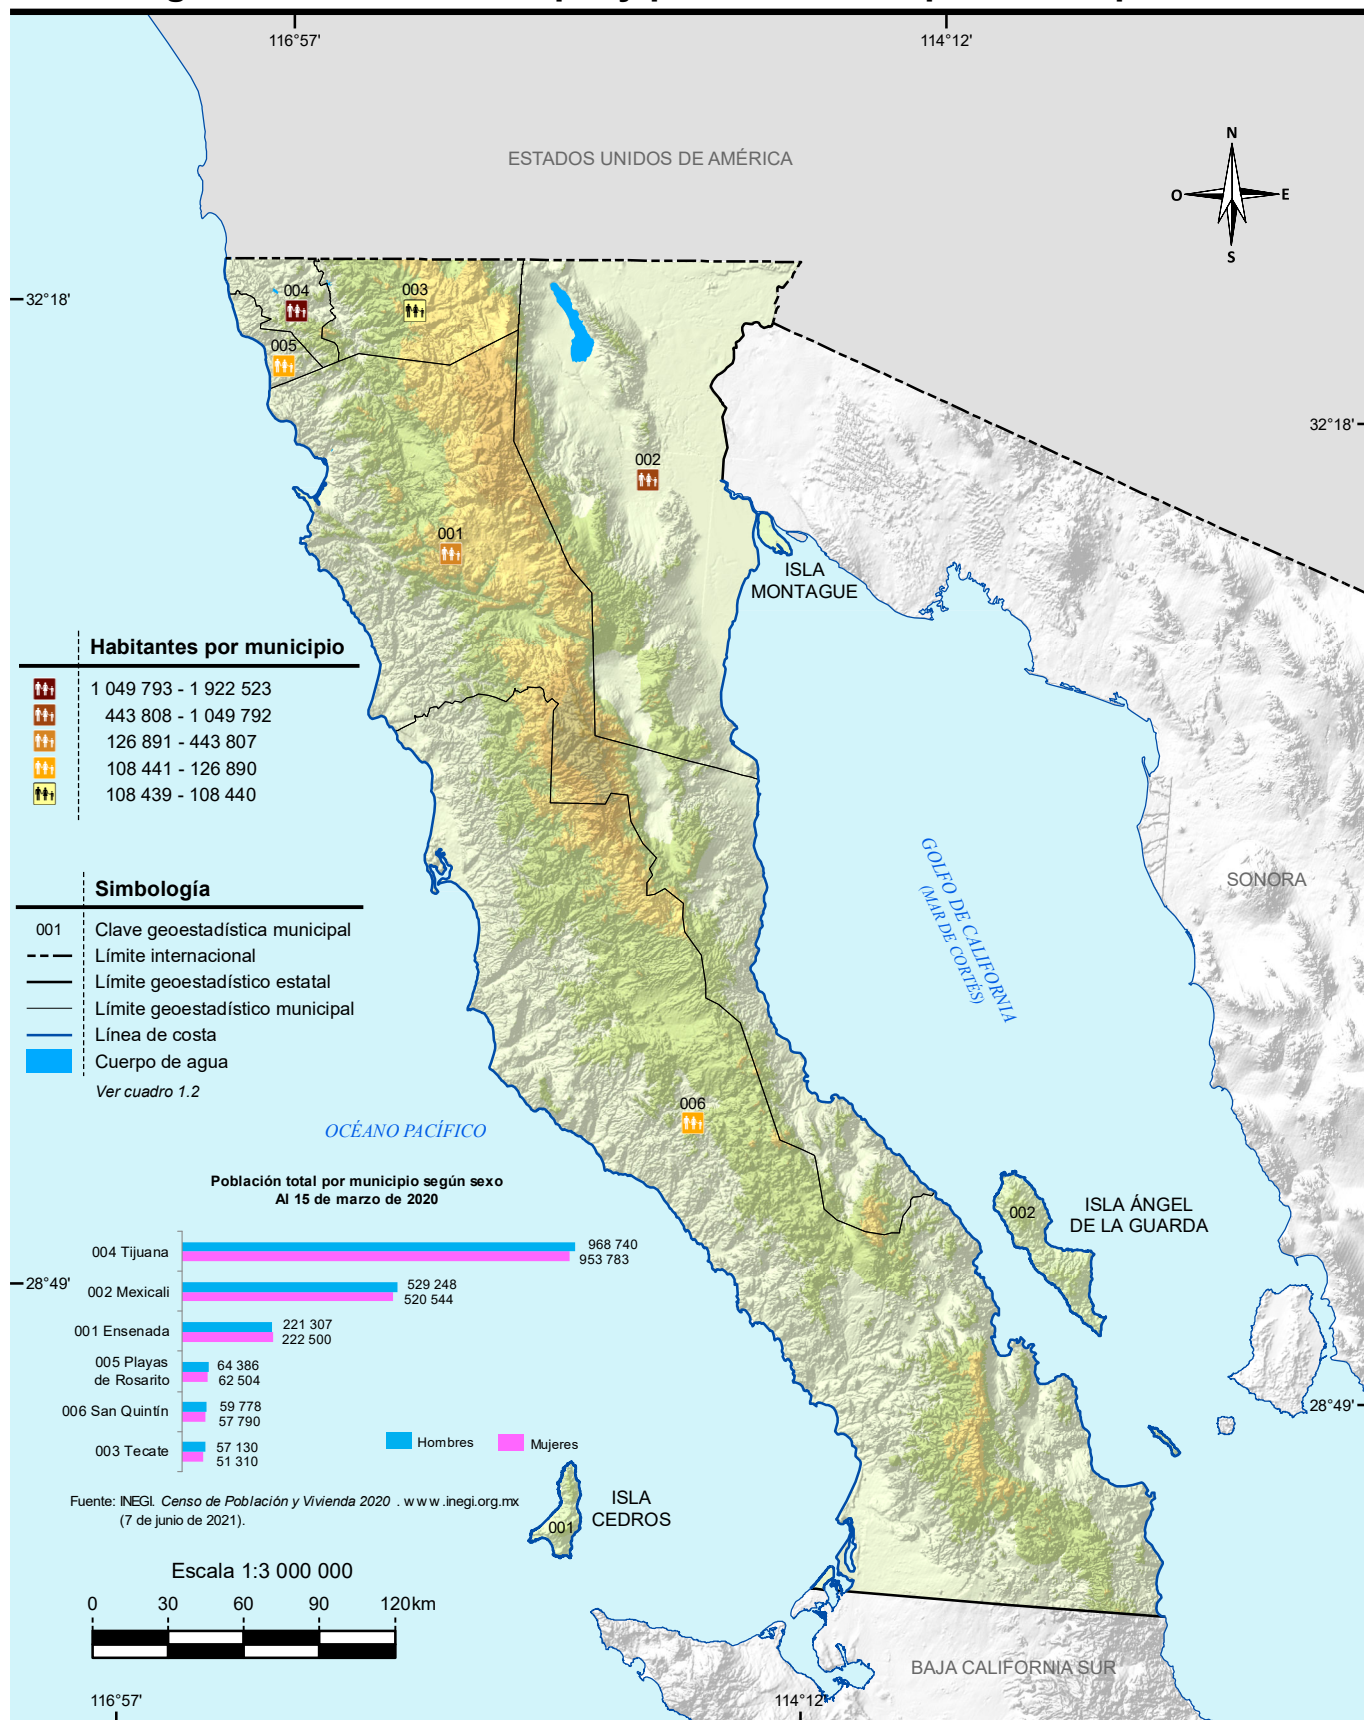 116°57'
114°12'
ESTADOS UNIDOS DE AMÉRICA
N
O
E
S
32°18'
004
003
005
32°18'
002
001
ISLA
MONTAGUE
Habitantes por municipio
1 049 793 - 1 922 523
443 808 - 1 049 792
126 891 - 443 807
108 441 - 126 890
108 439 - 108 440
GOLFO DE CALIFORNIA
(MAR DE CORTÉS)
SONORA
Simbología
001 Clave geoestadística municipal
Límite internacional
Límite geoestadístico estatal
Límite geoestadístico municipal
Línea de costa
Cuerpo de agua
Ver cuadro 1.2
006
OCÉANO PACÍFICO
002
ISLA ÁNGEL
DE LA GUARDA
Población total por municipio según sexo
Al 15 de marzo de 2020
004 Tijuana
968 740
953 783
28°49'
002 Mexicali
529 248
520 544
001 Ensenada
221 307
222 500
005 Playas
de Rosarito
64 386
62 504
006 San Quintín
59 778
57 790
003 Tecate
57 130
51 310
Hombres
Mujeres
28°49'
Fuente: INEGI. Censo de Población y Vivienda 2020 . www.inegi.org.mx
(7 de junio de 2021).
001
ISLA
CEDROS
Escala 1:3 000 000
0 30 60 90 120km
BAJA CALIFORNIA SUR
116°57'
114°12'